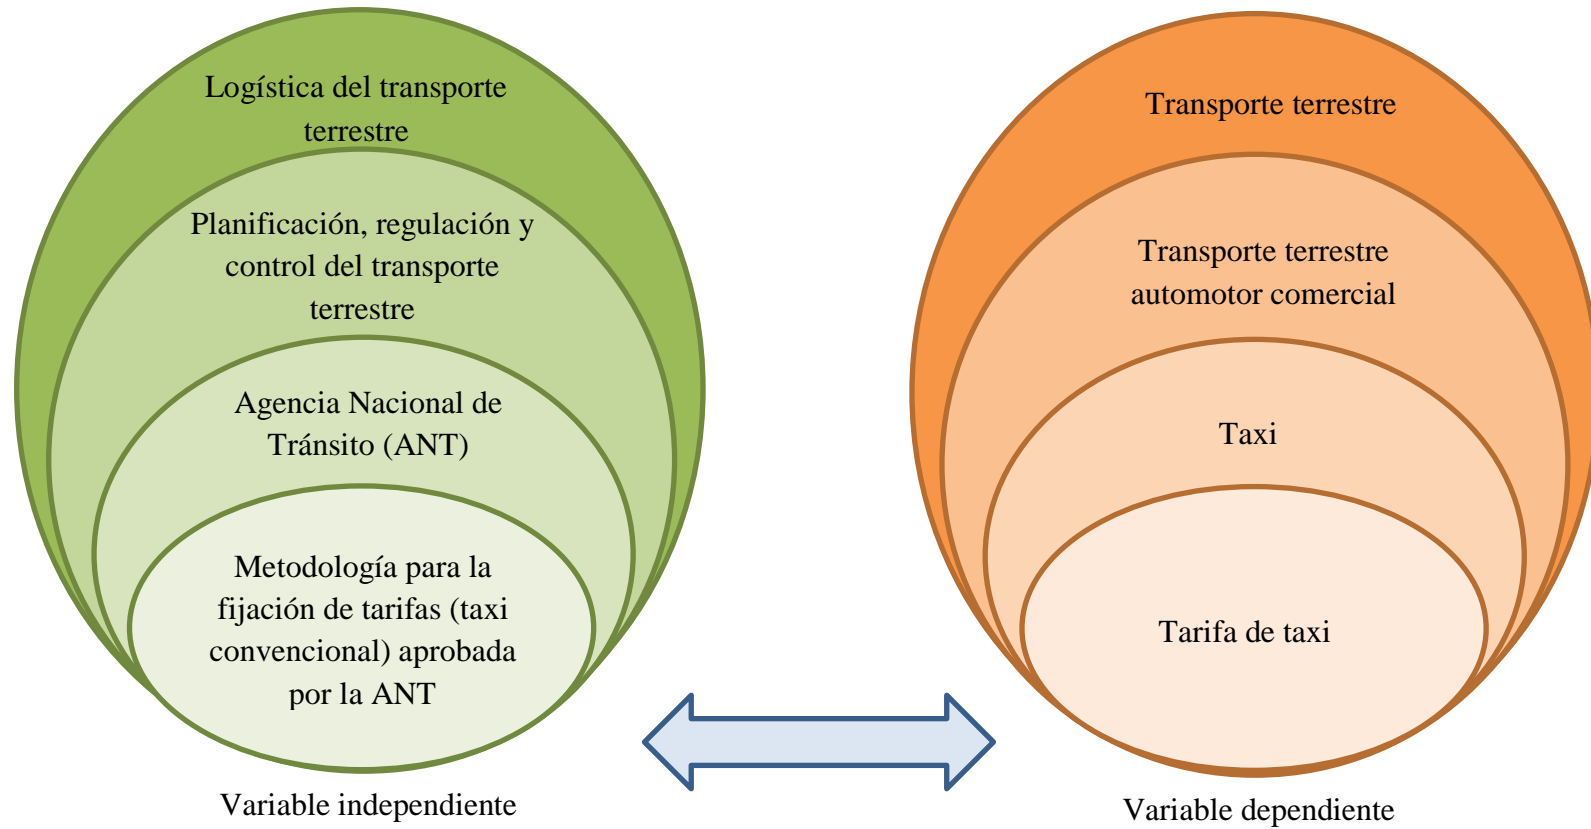 Logística del transporte
terrestre
Planificación, regulación y
control del transporte
terrestre
Agencia Nacional de
Tránsito (ANT)
Metodología para la
fijación de tarifas (taxi
convencional) aprobada
por la ANT
Variable independiente
Transporte terrestre
Transporte terrestre
automotor comercial
Taxi
Tarifa de taxi
Variable dependiente